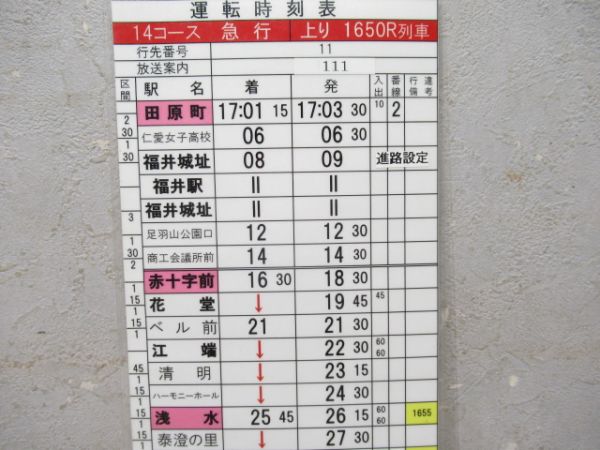 運転時刻表
14コース 急行 上り 1650R列車
行先番号 11
放送案内 111
区間 駅名 着 発 入出 番線 行違備考
田原町 17:01 15 17:03 30 10 2
2 30
仁愛女子高校 06 06 30
1 30
福井城址 08 09 進路設定
福井駅 || ||
福井城址 || ||
3
足羽山公園口 12 12 30
1 30
商工会議所前 14 14 30
2
赤十字前 16 30 18 30
1 15
花堂 ↓ 19 45 45
1 15
ベル前 21 21 30
1
江端 ↓ 22 30 60 60
45
清明 ↓ 23 15
1 15
ハーモニーホール ↓ 24 30
1 15
浅水 25 45 26 15 60 60 1655
1 15
泰澄の里 ↓ 27 30
1